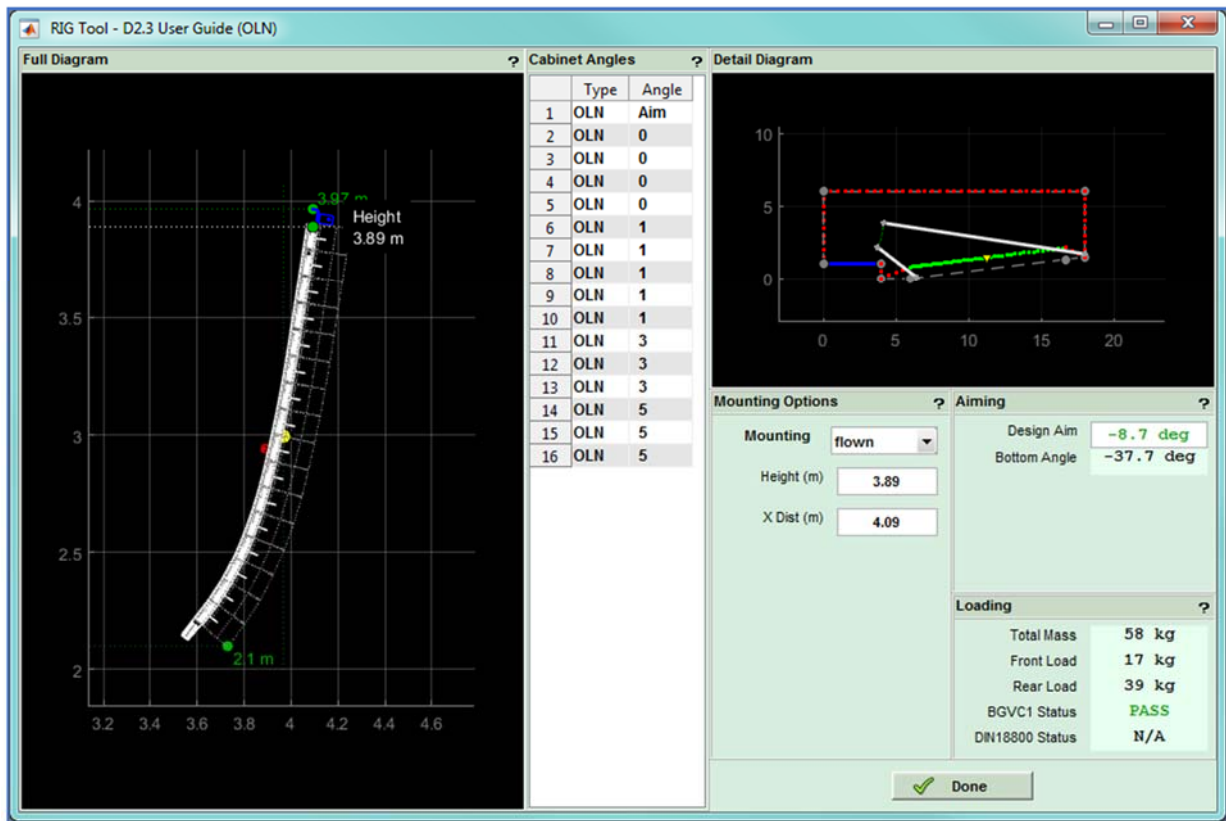 RIG Tool - D2.3 User Guide (OLN)
Full Diagram ?
4
3.5
3
2.5
2
3.2 3.4 3.6 3.8 4 4.2 4.4 4.6
3.97 m
Height
3.89 m
2.1 m
Cabinet Angles ?
Type Angle
1 OLN Aim
2 OLN 0
3 OLN 0
4 OLN 0
5 OLN 0
6 OLN 1
7 OLN 1
8 OLN 1
9 OLN 1
10 OLN 1
11 OLN 3
12 OLN 3
13 OLN 3
14 OLN 5
15 OLN 5
16 OLN 5
Detail Diagram
10
5
0
0 5 10 15 20
Mounting Options ?
Mounting flown
Height (m) 3.89
X Dist (m) 4.09
Aiming ?
Design Aim -8.7 deg
Bottom Angle -37.7 deg
Loading ?
Total Mass 58 kg
Front Load 17 kg
Rear Load 39 kg
BGVC1 Status PASS
DIN18800 Status N/A
Done